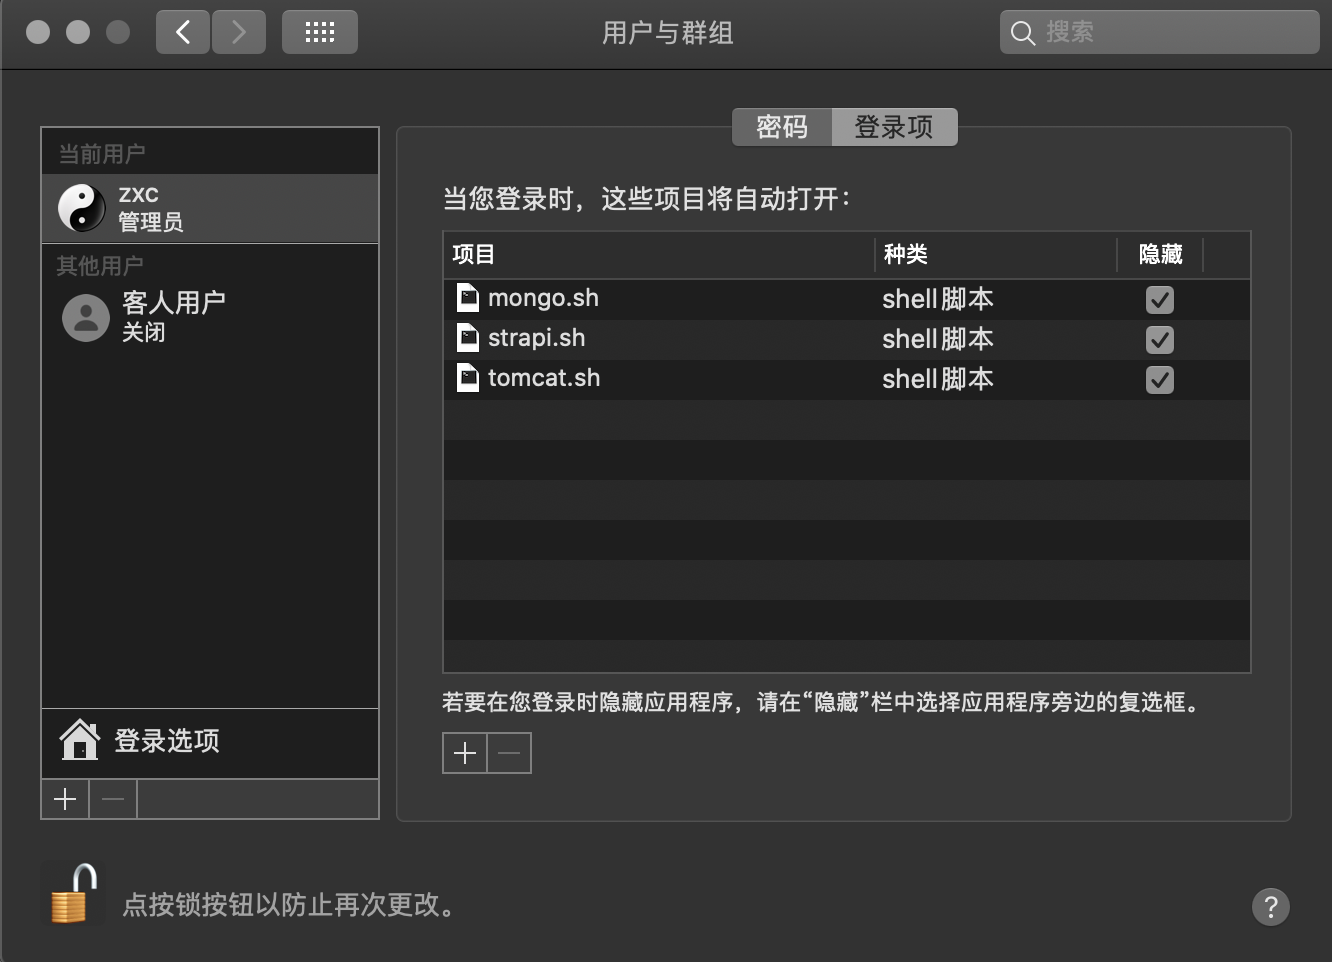 用户与群组
搜索
密码
登录项
当前用户
ZXC
管理员
其他用户
客人用户
关闭
登录选项
当您登录时，这些项目将自动打开：
项目 种类 隐藏
mongo.sh shell脚本
strapi.sh shell脚本
tomcat.sh shell脚本
若要在您登录时隐藏应用程序，请在“隐藏”栏中选择应用程序旁边的复选框。
点按锁按钮以防止再次更改。
?